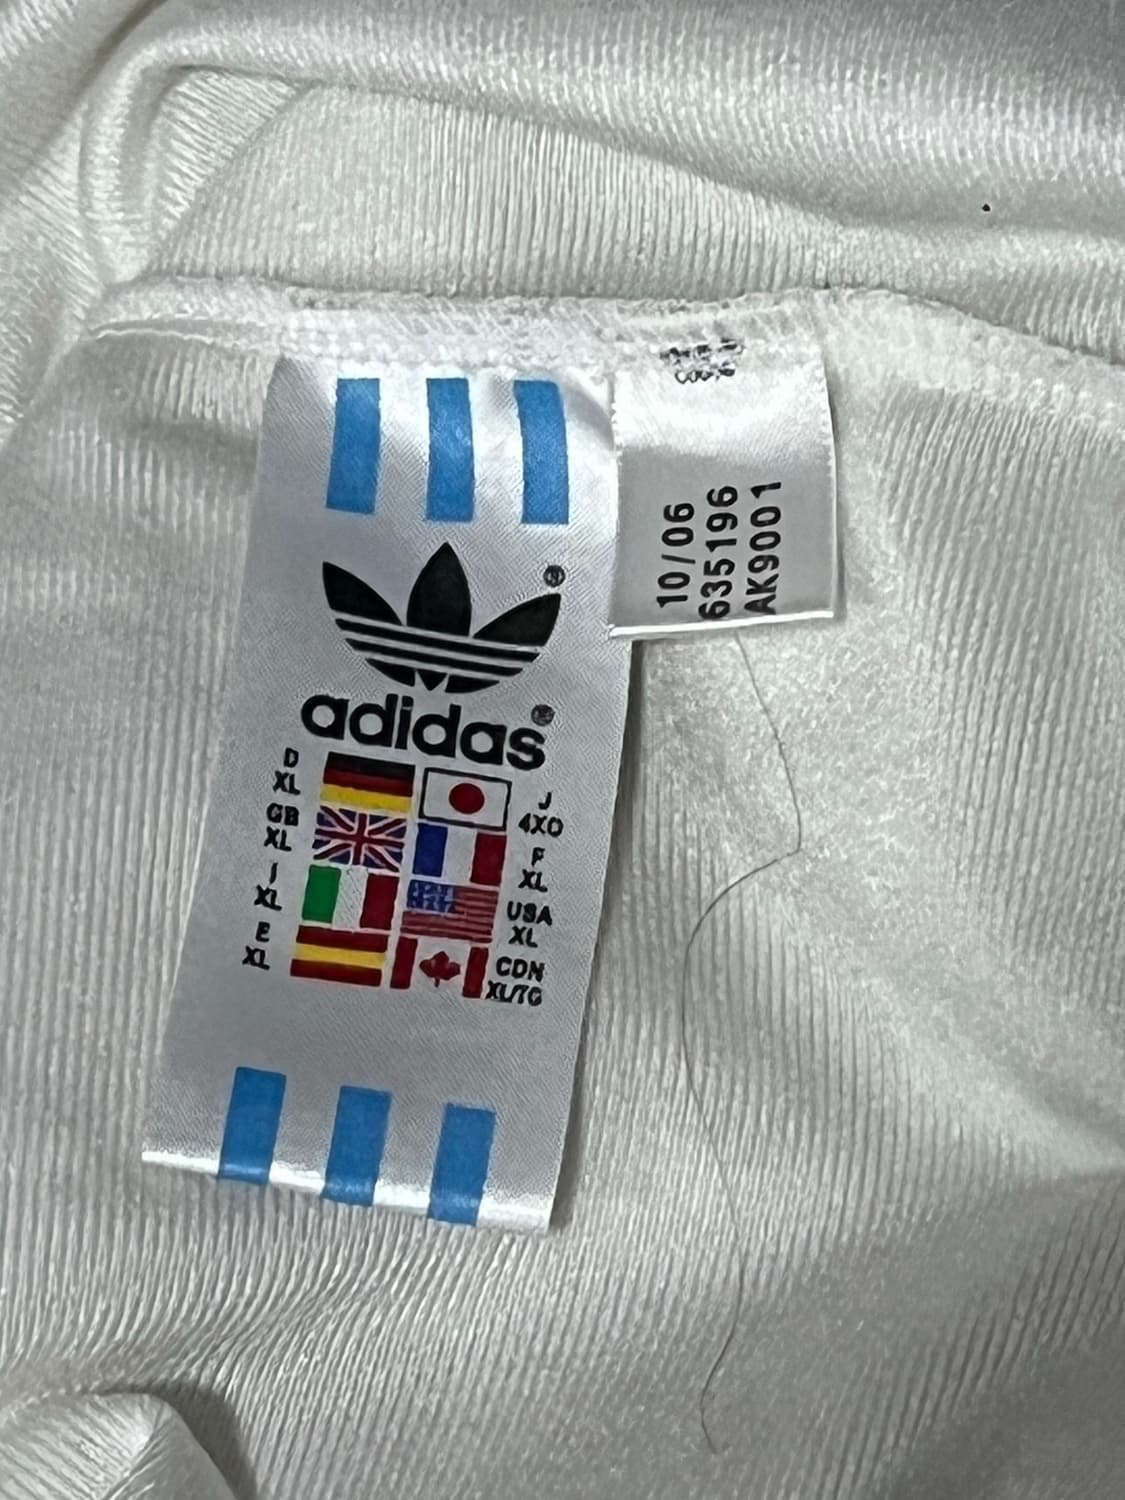 adidas
D
XL
GB
XL
I
XL
E
XL
J
4XO
F
XL
USA
XL
CDN
XL/TG
10/06
635196
AK9001